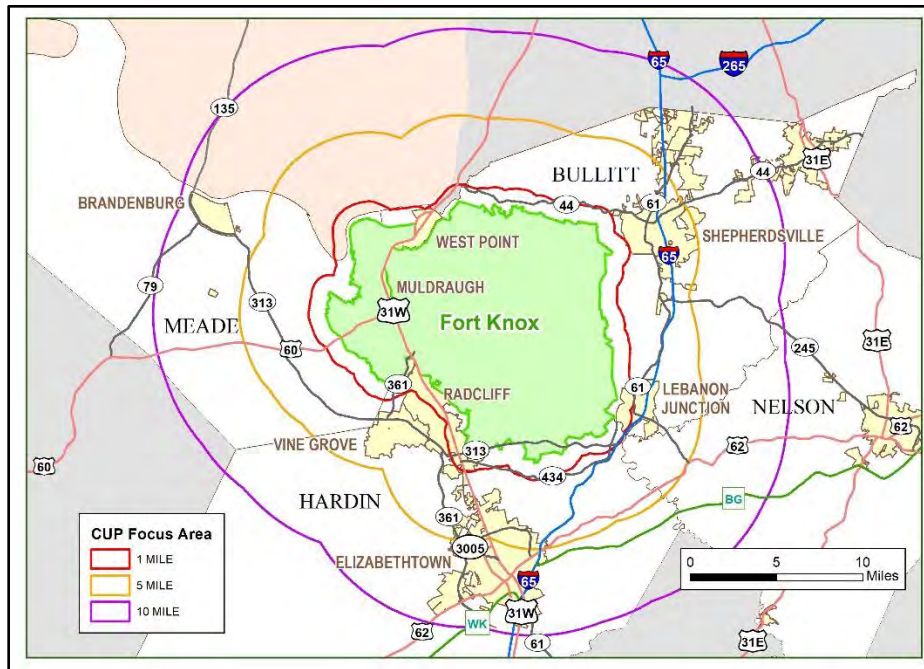 65
265
135
31E
BULLITT
44
BRANDENBURG
44
61
WEST POINT
SHEPHERDSVILLE
65
79
MULDRAUGH
313
31W
MEADE
Fort Knox
60
245
31E
361
RADCLIFF
61
LEBANON
JUNCTION
NELSON
62
VINE GROVE
60
313
62
434
HARDIN
BG
361
CUP Focus Area
1 MILE
5 MILE
10 MILE
3005
ELIZABETHTOWN
65
0 5 10
Miles
31W
WK
62
61
31E